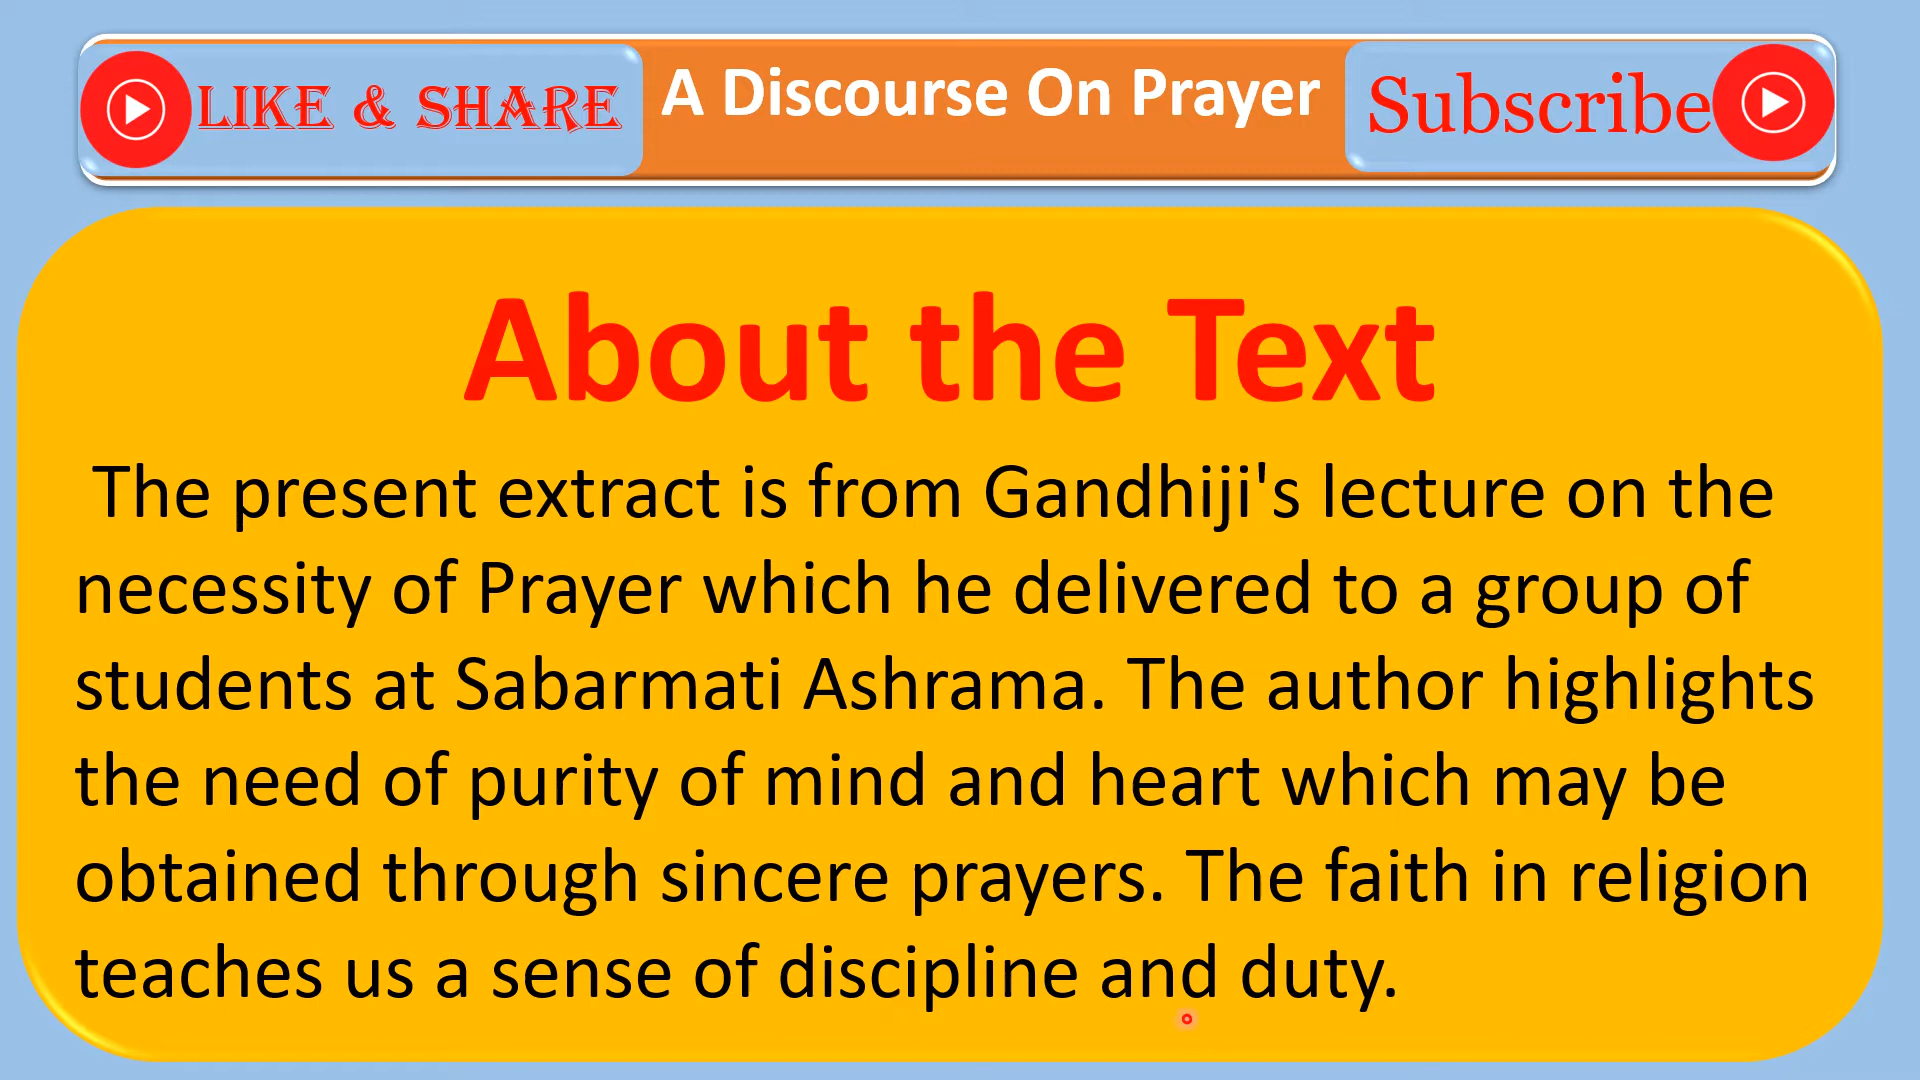 LIKE & SHARE
A Discourse On Prayer
Subscribe
About the Text
The present extract is from Gandhiji's lecture on the
necessity of Prayer which he delivered to a group of
students at Sabarmati Ashrama. The author highlights
the need of purity of mind and heart which may be
obtained through sincere prayers. The faith in religion
teaches us a sense of discipline and duty.